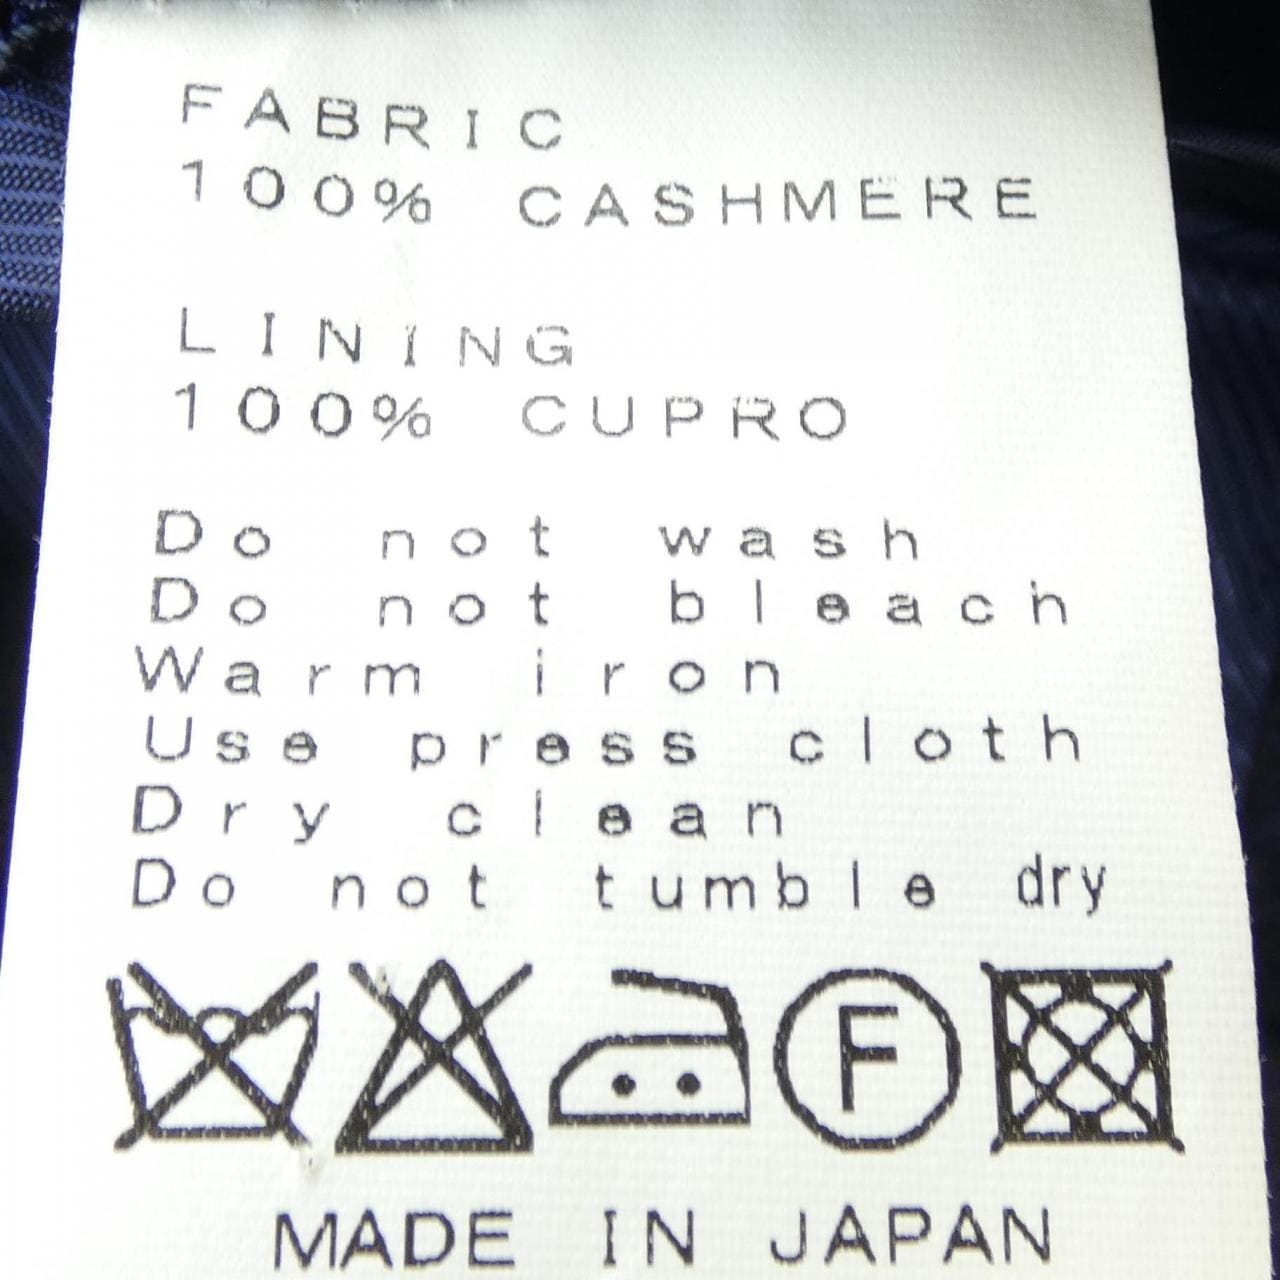 FABRIC
100% CASHMERE
LINING
100% CUPRO
Do not wash
Do not bleach
Warm iron
Use press cloth
Dry clean
Do not tumble dry
F
MADE IN JAPAN